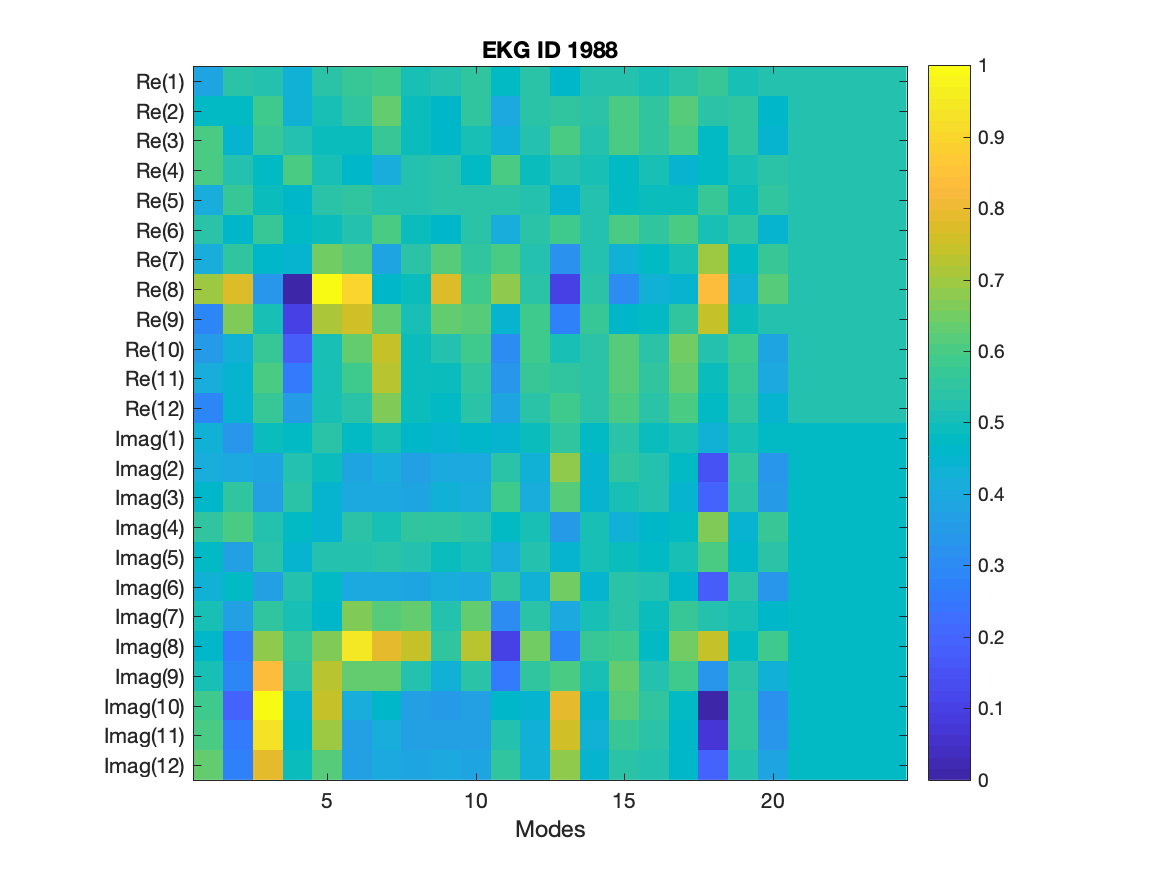 EKG ID 1988
Re(1)
Re(2)
Re(3)
Re(4)
Re(5)
Re(6)
Re(7)
Re(8)
Re(9)
Re(10)
Re(11)
Re(12)
Imag(1)
Imag(2)
Imag(3)
Imag(4)
Imag(5)
Imag(6)
Imag(7)
Imag(8)
Imag(9)
Imag(10)
Imag(11)
Imag(12)
5 10 15 20
Modes
1
0.9
0.8
0.7
0.6
0.5
0.4
0.3
0.2
0.1
0